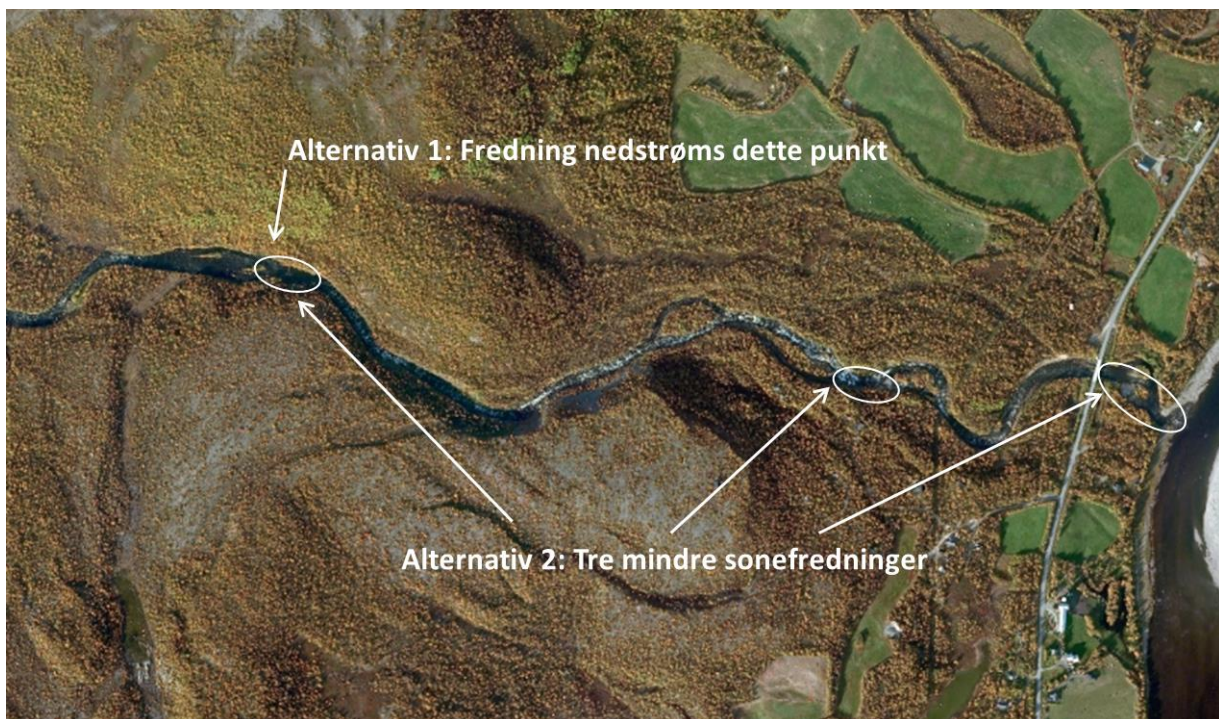 Alternativ 1: Fredning nedstrøms dette punkt
Alternativ 2: Tre mindre sonefredninger